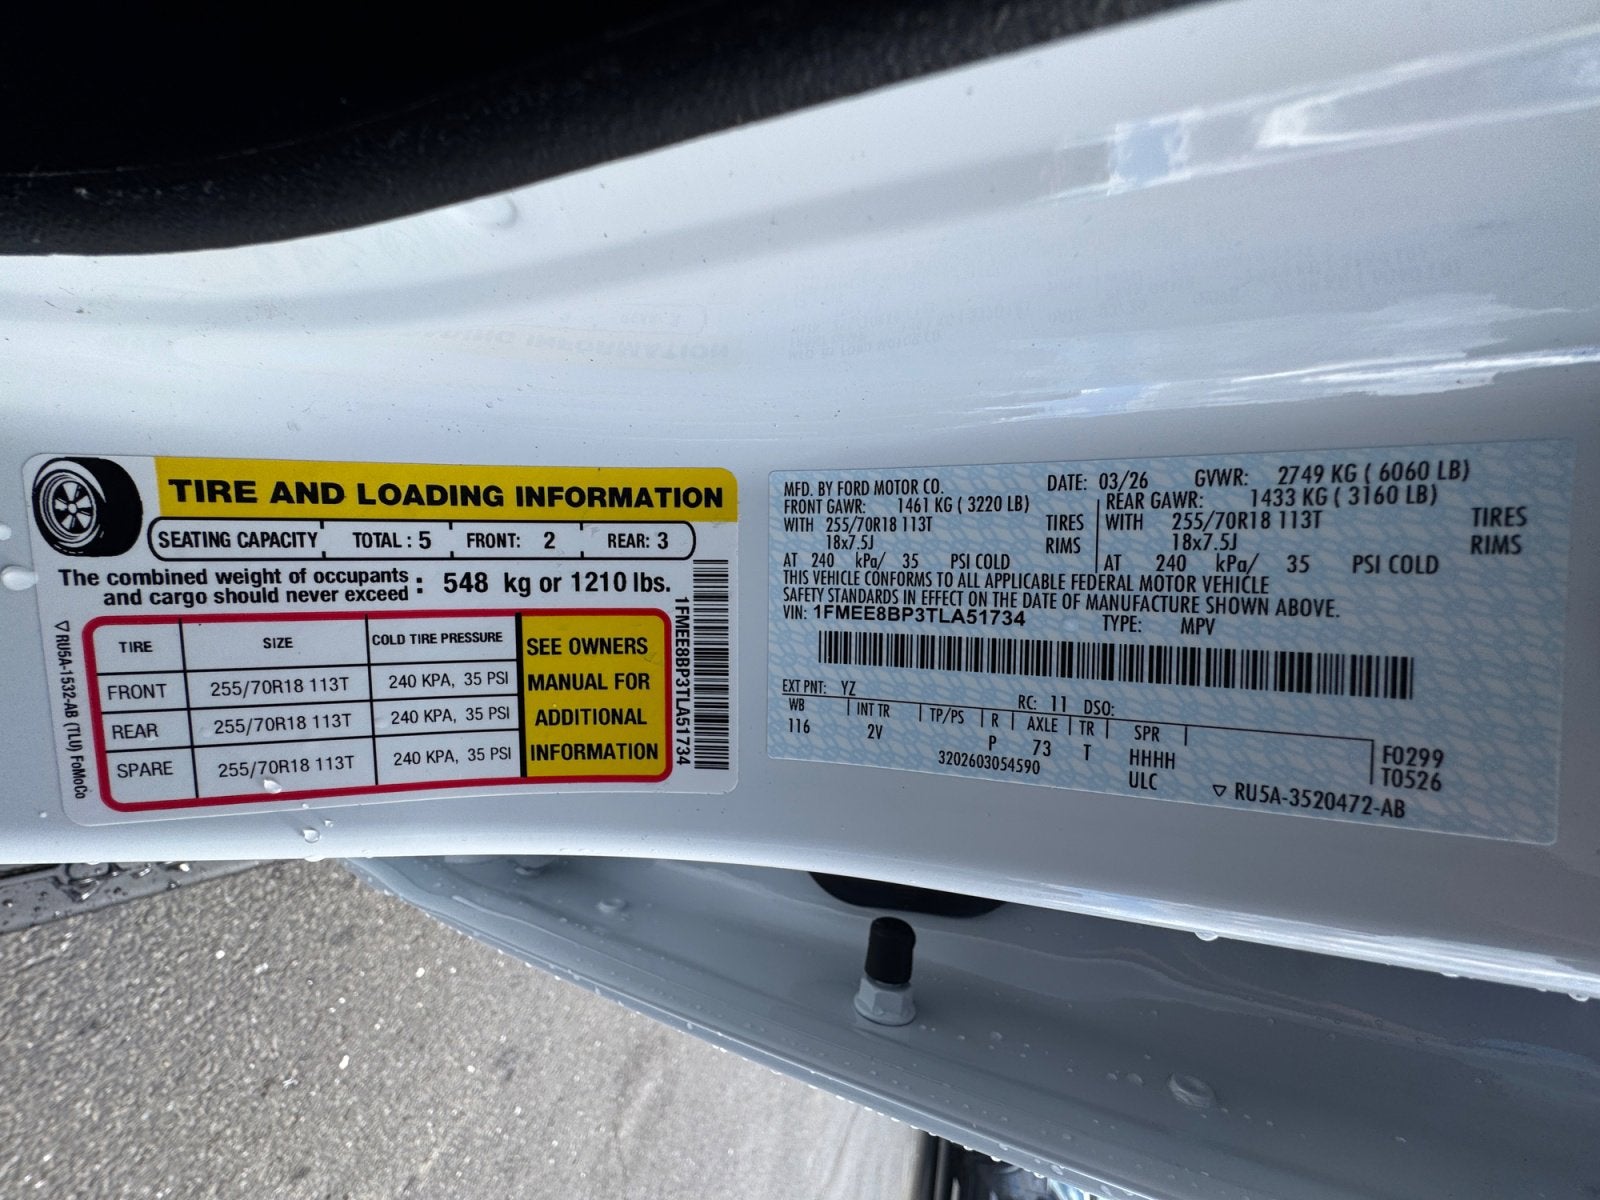 TIRE AND LOADING INFORMATION
SEATING CAPACITY TOTAL : 5 FRONT: 2 REAR: 3
The combined weight of occupants and cargo should never exceed : 548 kg or 1210 lbs.
TIRE SIZE COLD TIRE PRESSURE
FRONT 255/70R18 113T 240 KPA, 35 PSI
REAR 255/70R18 113T 240 KPA, 35 PSI
SPARE 255/70R18 113T 240 KPA, 35 PSI
SEE OWNERS
MANUAL FOR
ADDITIONAL
INFORMATION
▽ RU5A-1532-AB (TLU) FoMoCo
1FMEE8BP3TLA51734
MFD. BY FORD MOTOR CO. DATE: 03/26 GVWR: 2749 KG ( 6060 LB)
FRONT GAWR: 1461 KG ( 3220 LB) REAR GAWR: 1433 KG ( 3160 LB)
WITH 255/70R18 113T TIRES WITH 255/70R18 113T TIRES
18x7.5J RIMS 18x7.5J RIMS
AT 240 kPa/ 35 PSI COLD AT 240 kPa/ 35 PSI COLD
THIS VEHICLE CONFORMS TO ALL APPLICABLE FEDERAL MOTOR VEHICLE
SAFETY STANDARDS IN EFFECT ON THE DATE OF MANUFACTURE SHOWN ABOVE.
VIN: 1FMEE8BP3TLA51734 TYPE: MPV
EXT PNT: YZ RC: 11 DSO:
WB INT TR TP/PS R AXLE TR SPR
116 2V P 73 T HHHH
3202603054590 ULC
F0299
T0526
▽ RU5A-3520472-AB